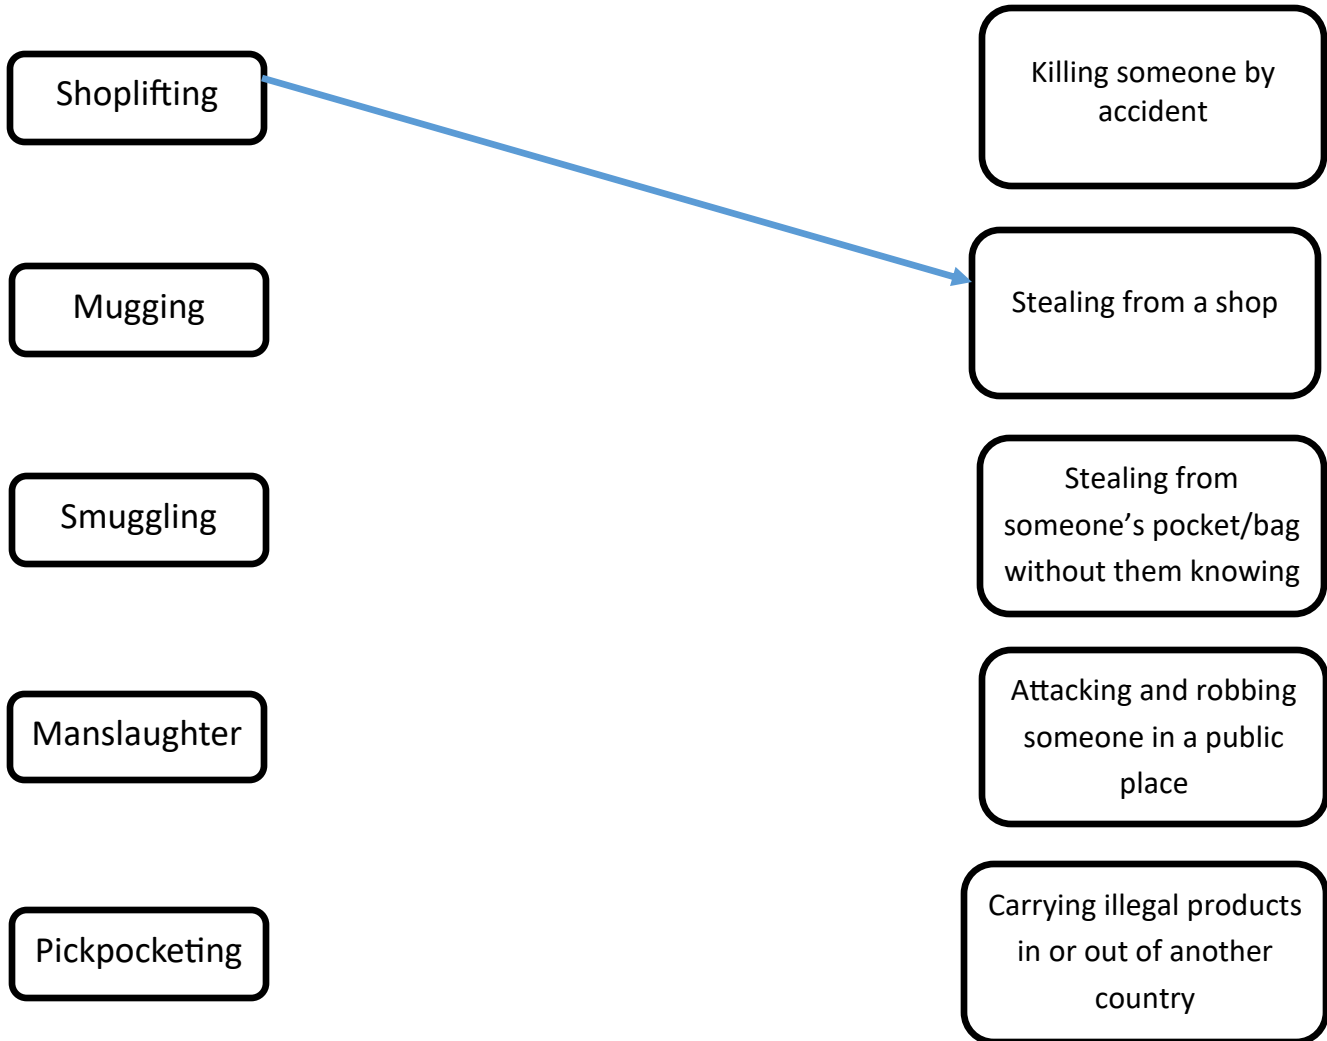 Shoplifting
Killing someone by
accident
Mugging
Stealing from a shop
Smuggling
Stealing from
someone’s pocket/bag
without them knowing
Manslaughter
Attacking and robbing
someone in a public
place
Pickpocketing
Carrying illegal products
in or out of another
country